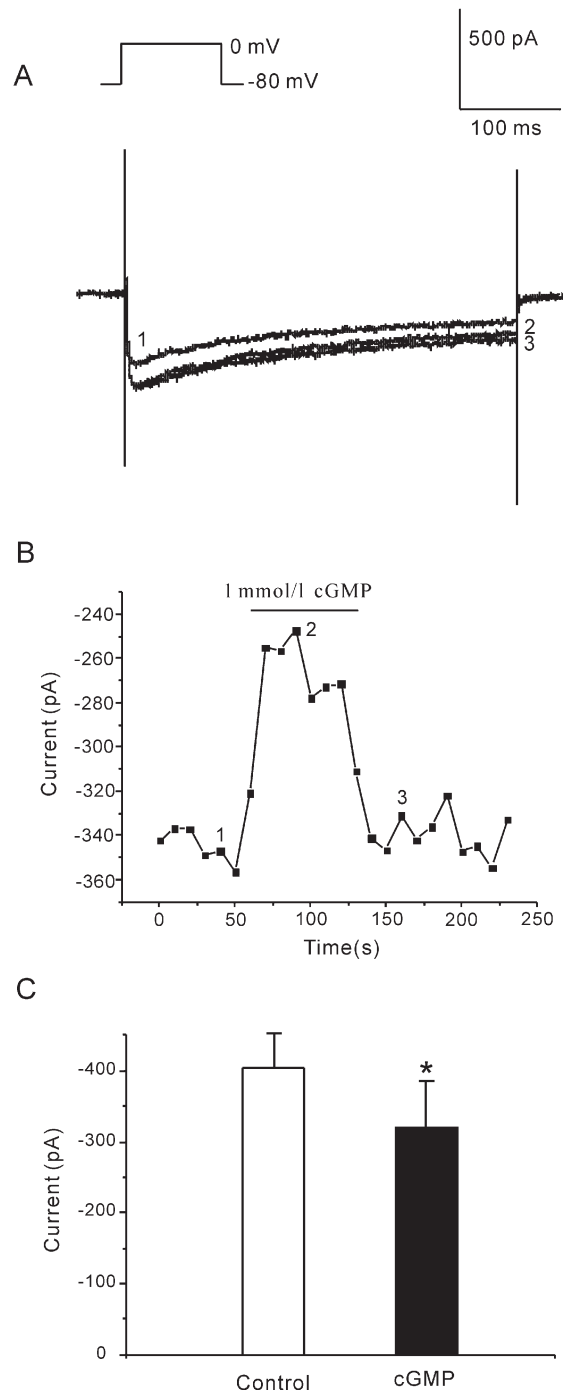 A
0 mV
-80 mV
500 pA
100 ms
1
2
3
B
1 mmol/l cGMP
-240
-260
-280
-300
-320
-340
-360
Current (pA)
1
2
3
0
50
100
150
200
250
Time(s)
C
-400
-300
-200
-100
0
Current (pA)
*
Control
cGMP